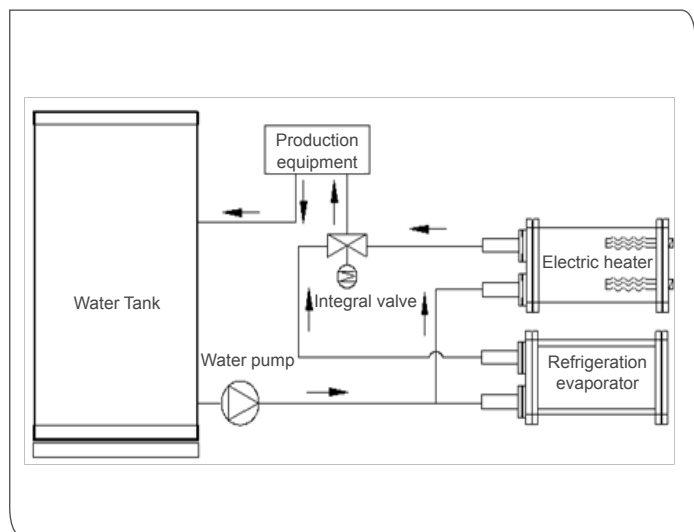 Production
equipment
Electric heater
Water Tank
Integral valve
Water pump
Refrigeration
evaporator